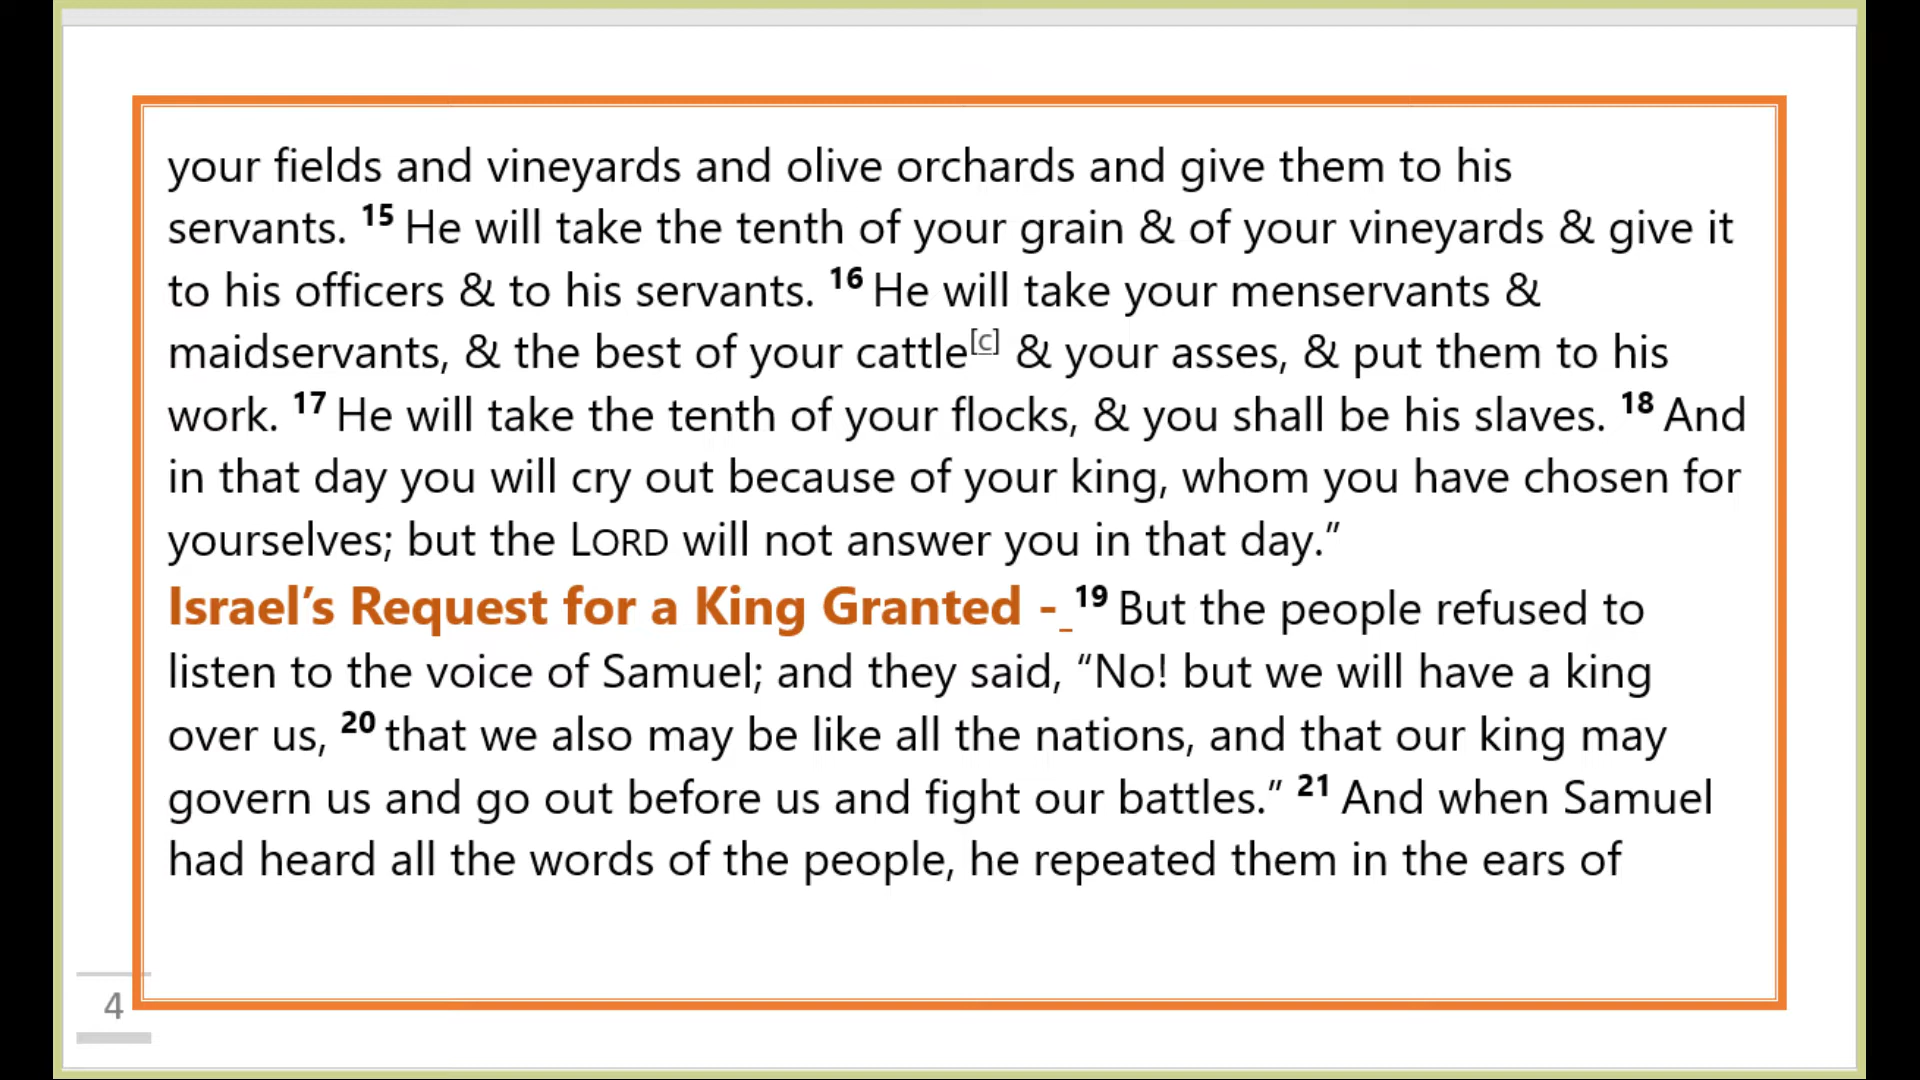 your fields and vineyards and olive orchards and give them to his
servants. 15 He will take the tenth of your grain & of your vineyards & give it
to his officers & to his servants. 16 He will take your menservants &
maidservants, & the best of your cattle[c] & your asses, & put them to his
work. 17 He will take the tenth of your flocks, & you shall be his slaves. 18 And
in that day you will cry out because of your king, whom you have chosen for
yourselves; but the LORD will not answer you in that day.”
Israel’s Request for a King Granted - 19 But the people refused to
listen to the voice of Samuel; and they said, “No! but we will have a king
over us, 20 that we also may be like all the nations, and that our king may
govern us and go out before us and fight our battles.” 21 And when Samuel
had heard all the words of the people, he repeated them in the ears of
4